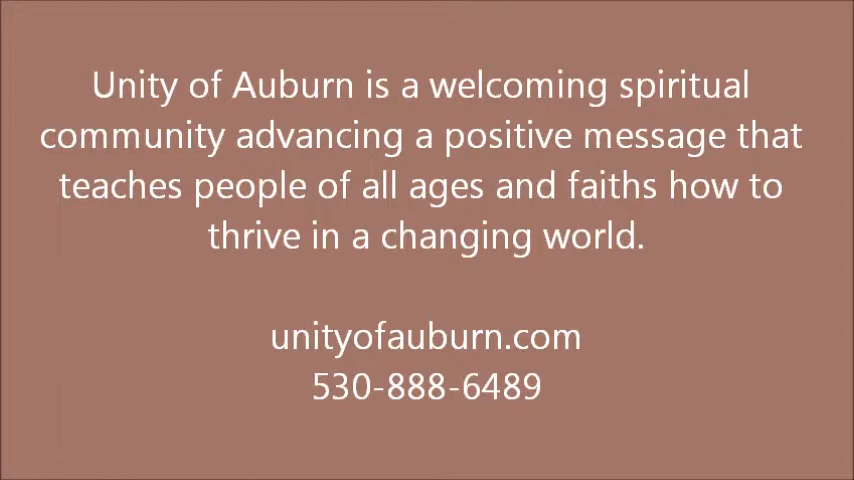 Unity of Auburn is a welcoming spiritual
community advancing a positive message that
teaches people of all ages and faiths how to
thrive in a changing world.
unityofauburn.com
530-888-6489